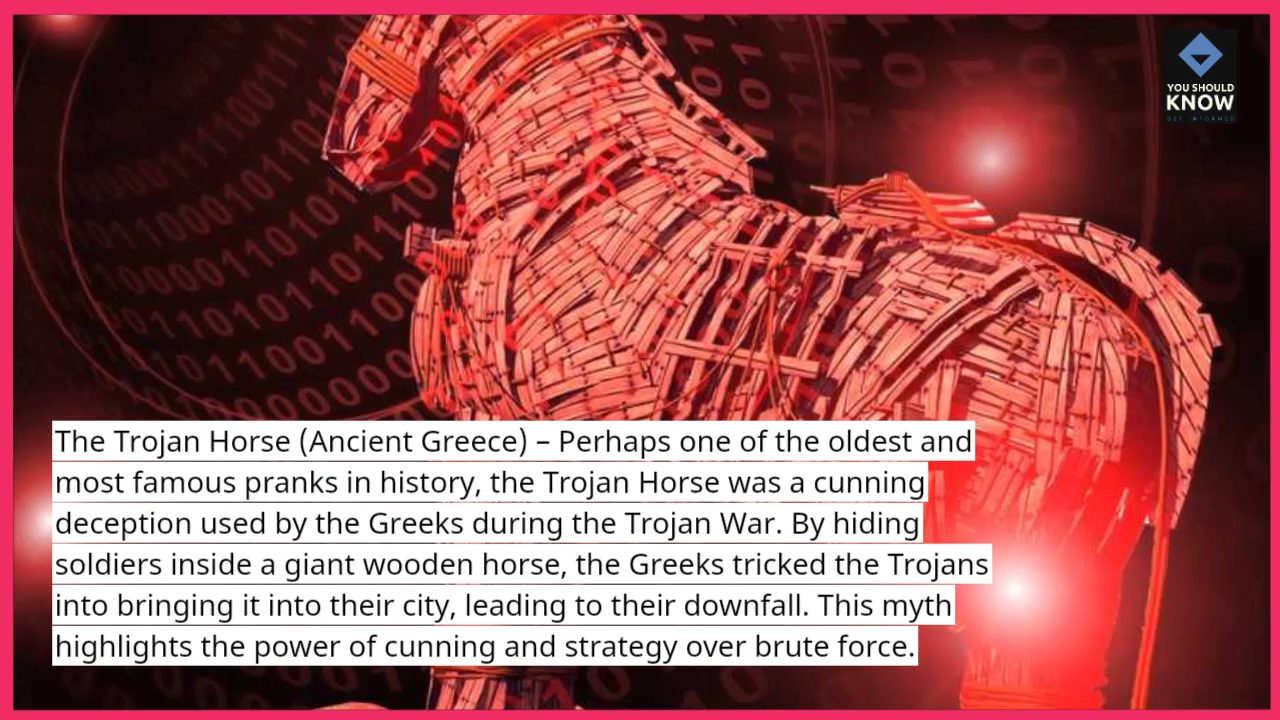 YOU SHOULD
KNOW
GET INFORMED
The Trojan Horse (Ancient Greece) – Perhaps one of the oldest and
most famous pranks in history, the Trojan Horse was a cunning
deception used by the Greeks during the Trojan War. By hiding
soldiers inside a giant wooden horse, the Greeks tricked the Trojans
into bringing it into their city, leading to their downfall. This myth
highlights the power of cunning and strategy over brute force.